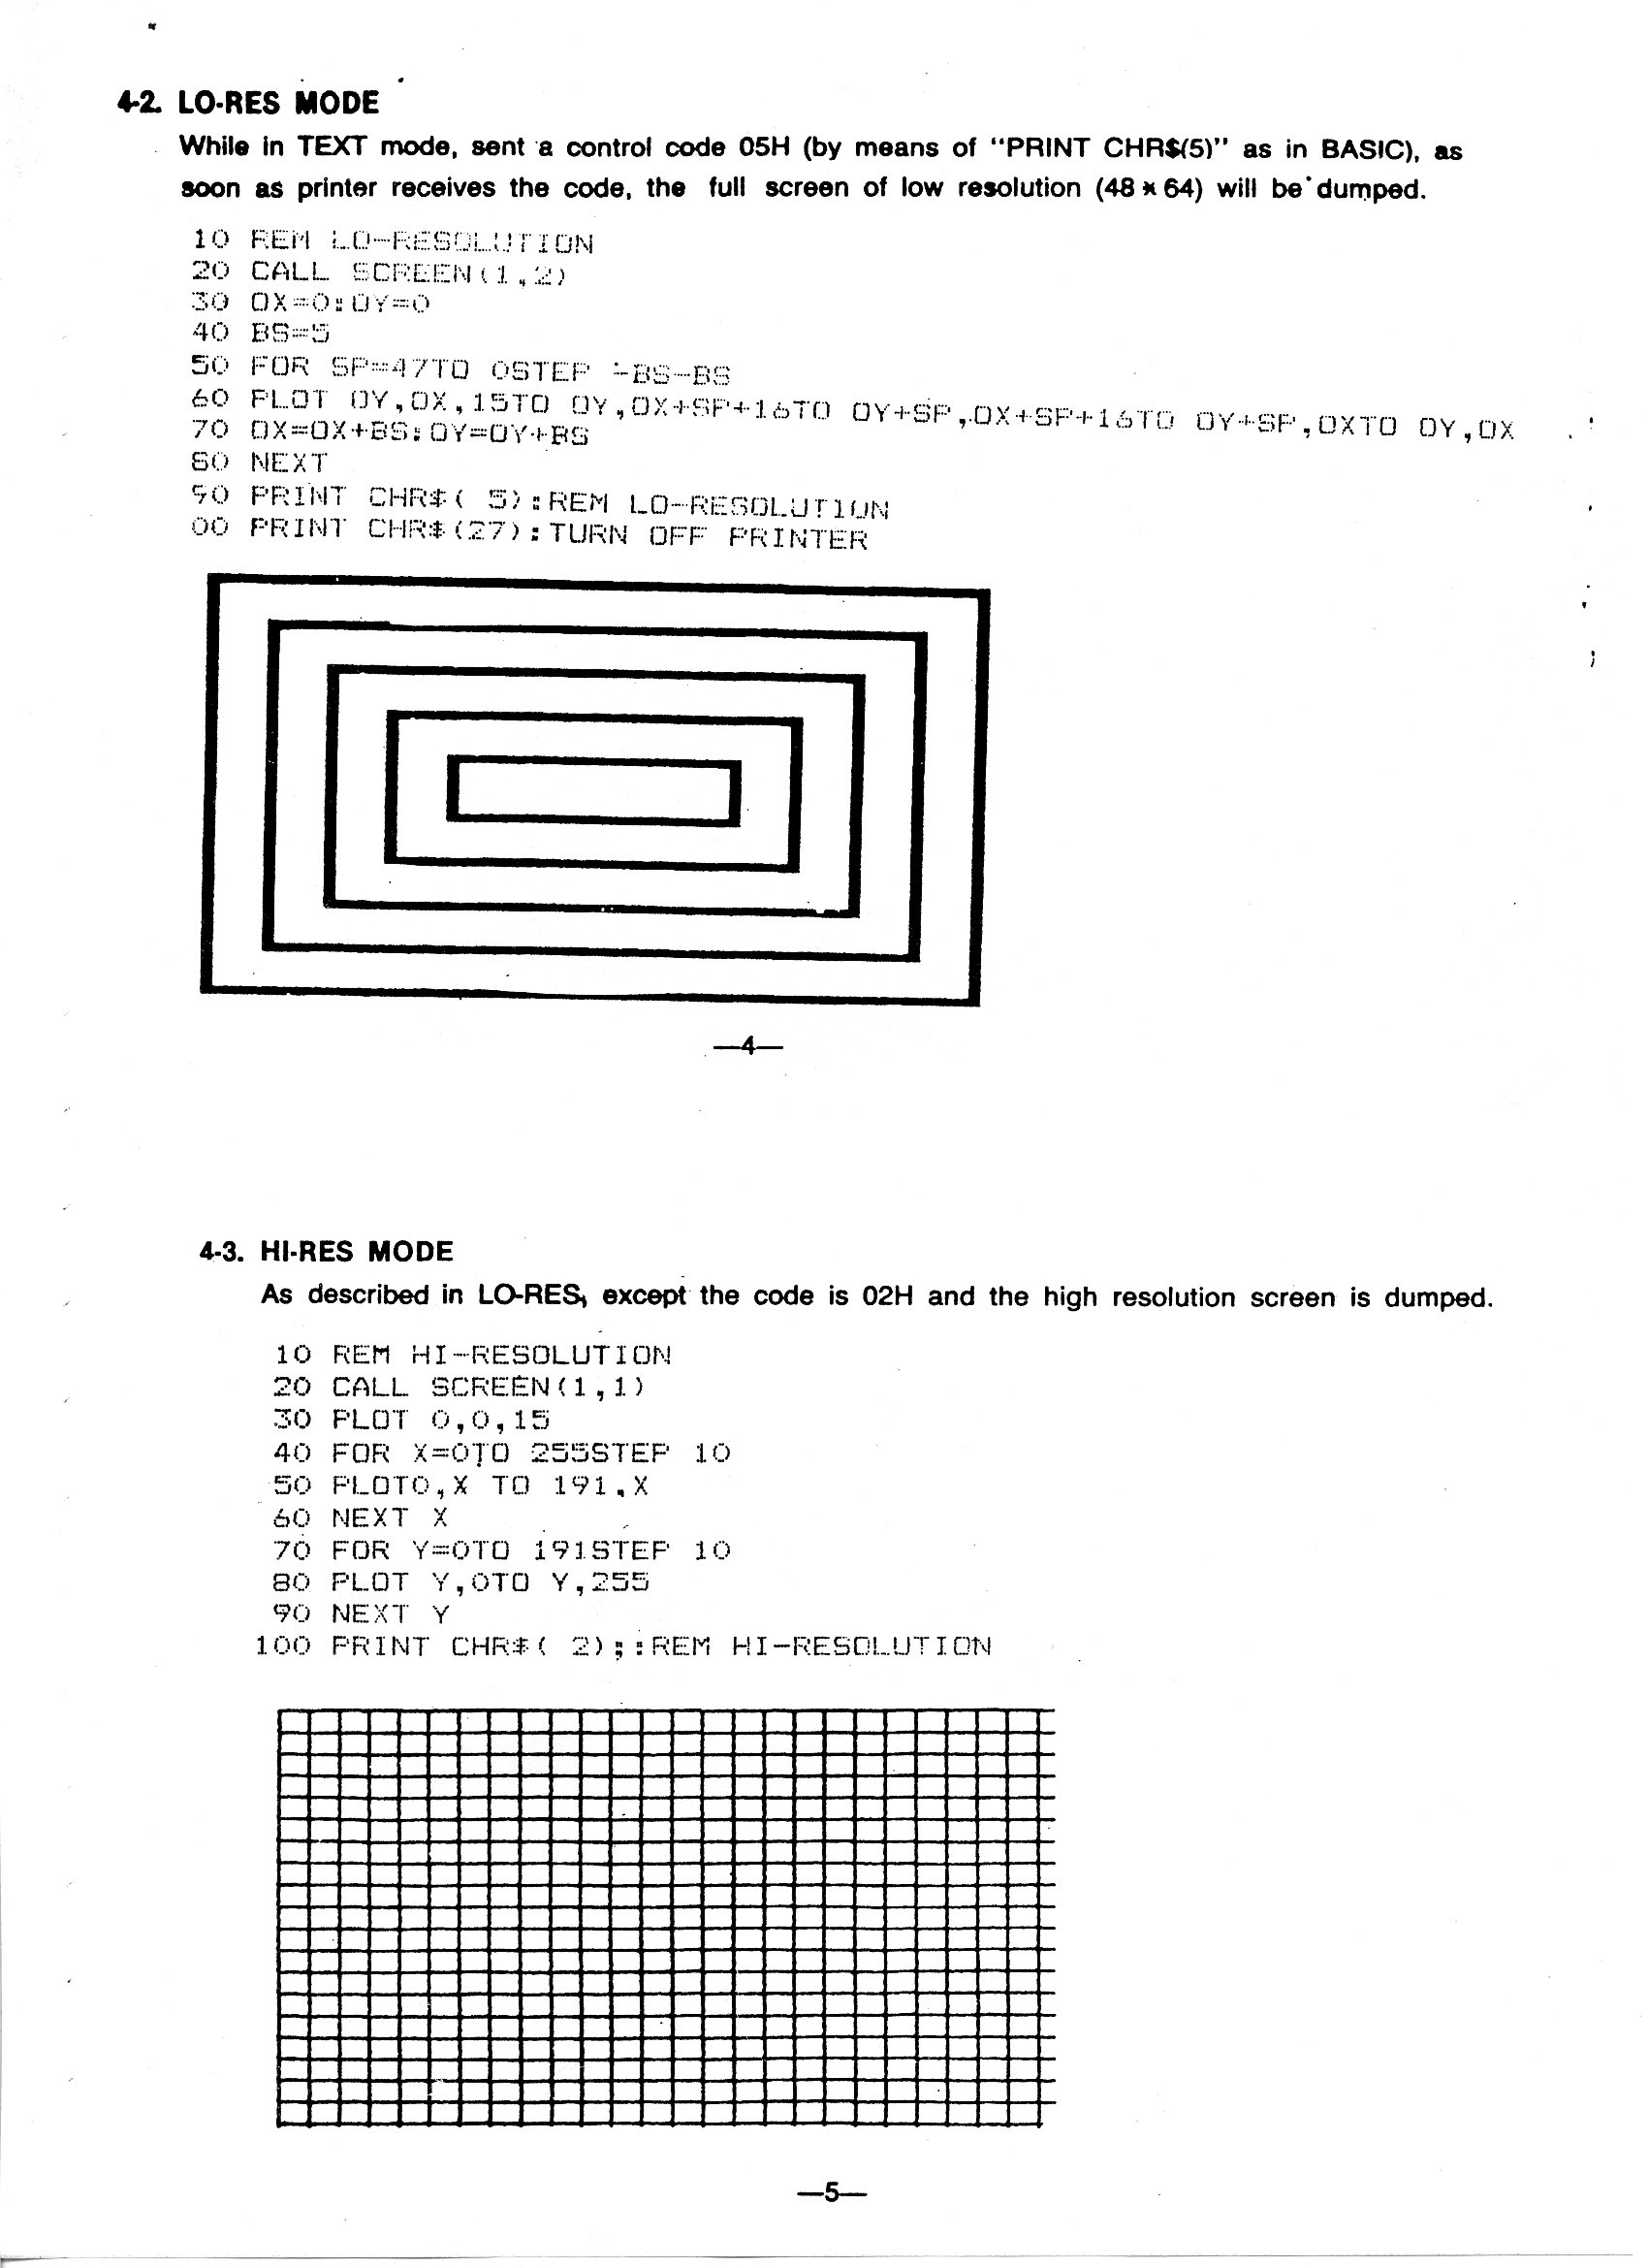 4-2. LO-RES MODE
While in TEXT mode, sent a control code 05H (by means of "PRINT CHR$(5)" as in BASIC), as
soon as printer receives the code, the full screen of low resolution (48 * 64) will be dumped.
10 REM LO-RESOLUTION
20 CALL SCREEN(1,2)
30 OX=0:OY=0
40 BS=5
50 FOR SP=47TO 0STEP -BS-BS
60 PLOT OY,OX,15TO OY,OX+SP+16TO OY+SP,OX+SP+16TO OY+SP,OXTO OY,OX
70 OX=OX+BS:OY=OY+BS
80 NEXT
90 PRINT CHR$( 5):REM LO-RESOLUTION
00 PRINT CHR$(27):TURN OFF PRINTER
—4—
4-3. HI-RES MODE
As described in LO-RES, except the code is 02H and the high resolution screen is dumped.
10 REM HI-RESOLUTION
20 CALL SCREEN(1,1)
30 PLOT 0,0,15
40 FOR X=0TO 255STEP 10
50 PLOT0,X TO 191,X
60 NEXT X
70 FOR Y=0TO 191STEP 10
80 PLOT Y,0TO Y,255
90 NEXT Y
100 PRINT CHR$( 2);:REM HI-RESOLUTION
—5—